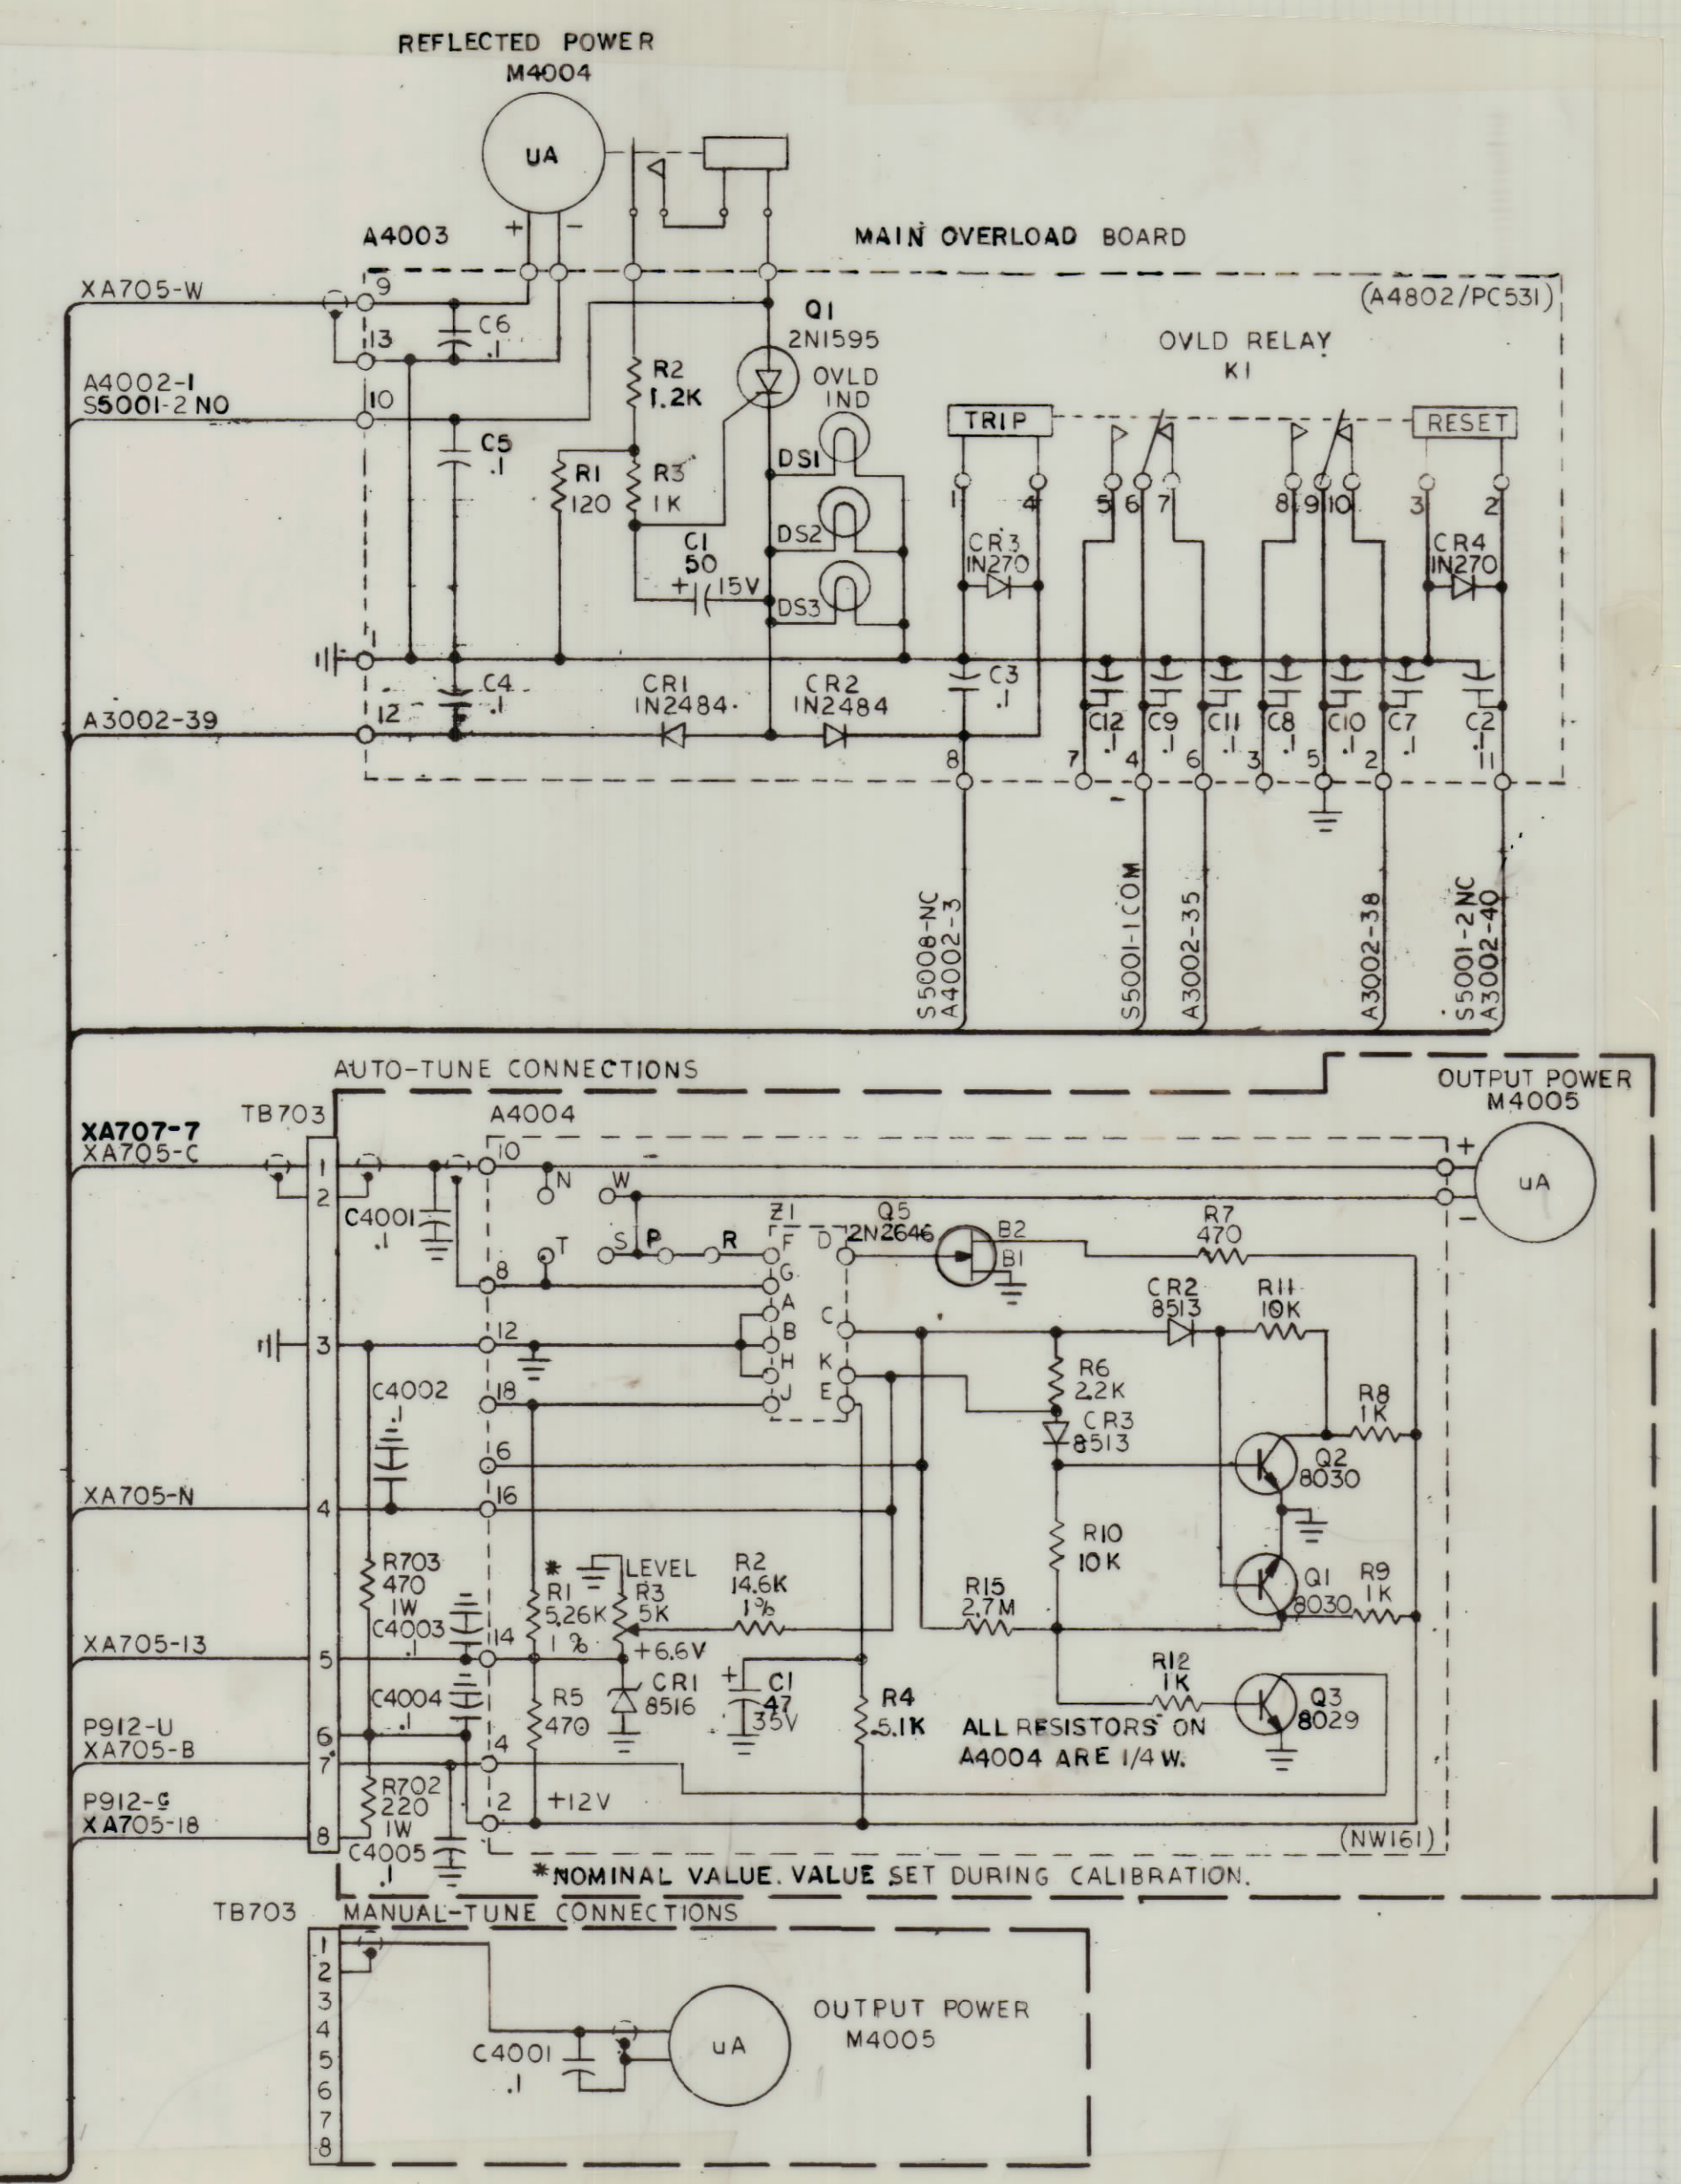 REFLECTED POWER
M4004
UA
+ -
A4003
MAIN OVERLOAD BOARD
XA705-W
9
(A4802/PC531)
C6
.1
13
Q1
2N1595
OVLD RELAY
K1
A4002-1
S5001-2 NO
10
R2
1.2K
OVLD
IND
TRIP
RESET
C5
.1
R1
120
R3
1K
DS1
1
4
5
6
7
8
9
10
3
2
DS2
C1
50
+
15V
CR3
1N270
CR4
1N270
DS3
1
C4
.1
CR1
1N2484
CR2
1N2484
C3
.1
C12
.1
C9
.1
C11
.1
C8
.1
C10
.1
C7
.1
C2
.1
A3002-39
12
8
7
4
6
3
5
2
11
S5008-NC
A4002-3
S5001-1COM
A3002-35
A3002-38
S5001-2NC
A3002-40
AUTO-TUNE CONNECTIONS
OUTPUT POWER
M4005
TB703
A4004
XA707-7
XA705-C
1
10
+
uA
-
2
N
W
C4001
.1
Z1
Q5
2N2646
R7
470
T
S
P
R
F
D
B2
B1
8
G
A
C
CR2
8513
R11
10K
3
12
B
H
K
R6
2.2K
C4002
.1
18
J
E
CR3
8513
R8
1K
6
Q2
8030
XA705-N
4
16
R10
10K
R703
470
1W
*
R1
5.26K
1%
LEVEL
R3
5K
R2
14.6K
1%
R15
2.7M
Q1
8030
R9
1K
C4003
.1
XA705-13
5
14
+6.6V
R12
1K
C4004
.1
R5
470
CR1
8516
+
C1
47
35V
R4
5.1K
Q3
8029
ALL RESISTORS ON
A4004 ARE 1/4 W.
P912-U
XA705-B
6
7
4
R702
220
1W
2
+12V
P912-G
XA705-18
8
(NW161)
C4005
.1
*NOMINAL VALUE. VALUE SET DURING CALIBRATION.
TB703
MANUAL-TUNE CONNECTIONS
1
2
3
4
5
6
7
8
C4001
.1
uA
OUTPUT POWER
M4005